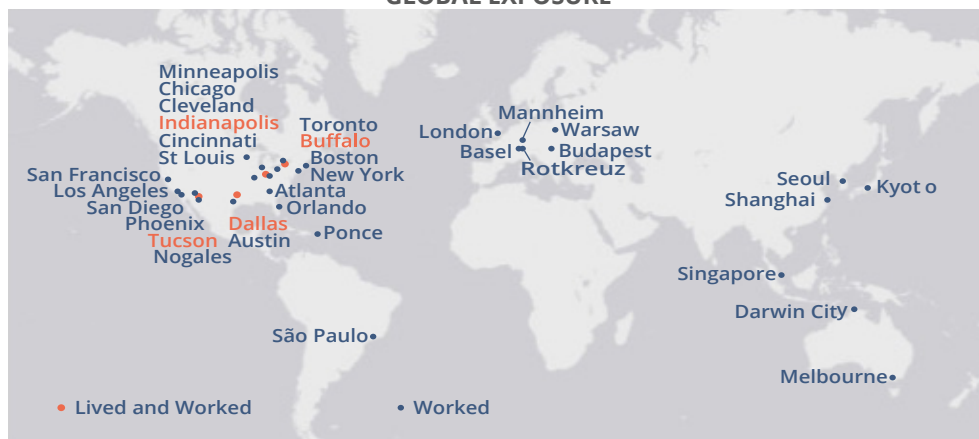 GLOBAL EXPOSURE
Minneapolis
Chicago
Cleveland
Indianapolis
Cincinnati
St Louis
Toronto
Buffalo
Boston
New York
San Francisco
Los Angeles
San Diego
Phoenix
Tucson
Nogales
Atlanta
Orlando
Dallas
Austin
Ponce
São Paulo
London
Mannheim
Warsaw
Basel
Budapest
Rotkreuz
Seoul
Kyot o
Shanghai
Singapore
Darwin City
Melbourne
Lived and Worked
Worked